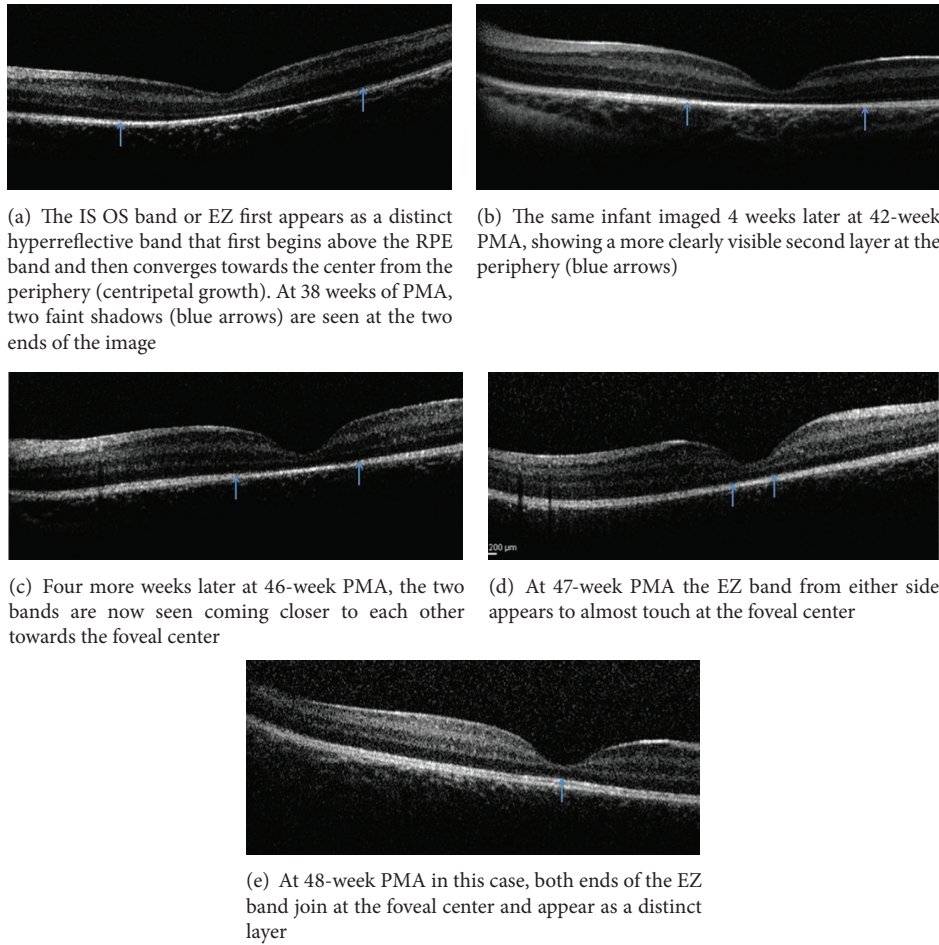 (a) The IS OS band or EZ first appears as a distinct
hyperreflective band that first begins above the RPE
band and then converges towards the center from the
periphery (centripetal growth). At 38 weeks of PMA,
two faint shadows (blue arrows) are seen at the two
ends of the image
(b) The same infant imaged 4 weeks later at 42-week
PMA, showing a more clearly visible second layer at the
periphery (blue arrows)
(c) Four more weeks later at 46-week PMA, the two
bands are now seen coming closer to each other
towards the foveal center
200 μm
(d) At 47-week PMA the EZ band from either side
appears to almost touch at the foveal center
(e) At 48-week PMA in this case, both ends of the EZ
band join at the foveal center and appear as a distinct
layer